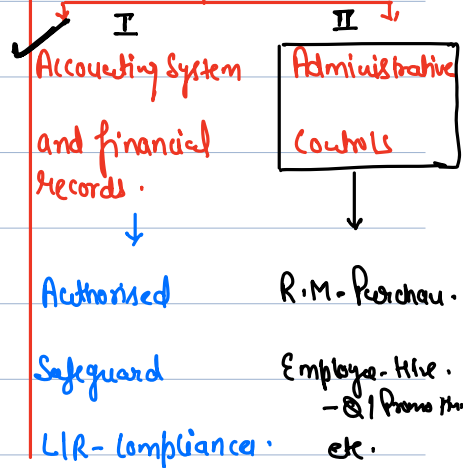 I
Accounting System
and financial
records.
Authorised
Safeguard
L/R-Compliance.
II
Administrative
Controls
R.M.-Purchase.
Employee-Hire.
etc.